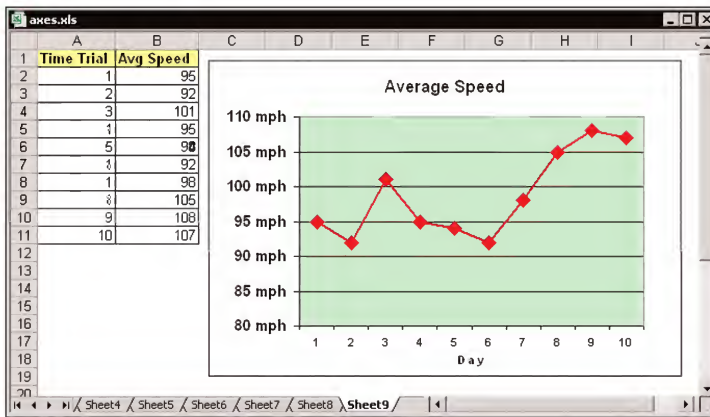 axes.xls
A B C D E F G H I
1 Time Trial Avg Speed
2 1 95
3 2 92
4 3 101
5 95
6 5
7 92
8 1 98
9 105
10 9 108
11 10 107
12
13
14
15
16
17
18
19
20
Average Speed
110 mph
105 mph
100 mph
95 mph
90 mph
85 mph
80 mph
1 2 3 4 5 6 7 8 9 10
Day
Sheet4 Sheet5 Sheet6 Sheet7 Sheet8 Sheet9